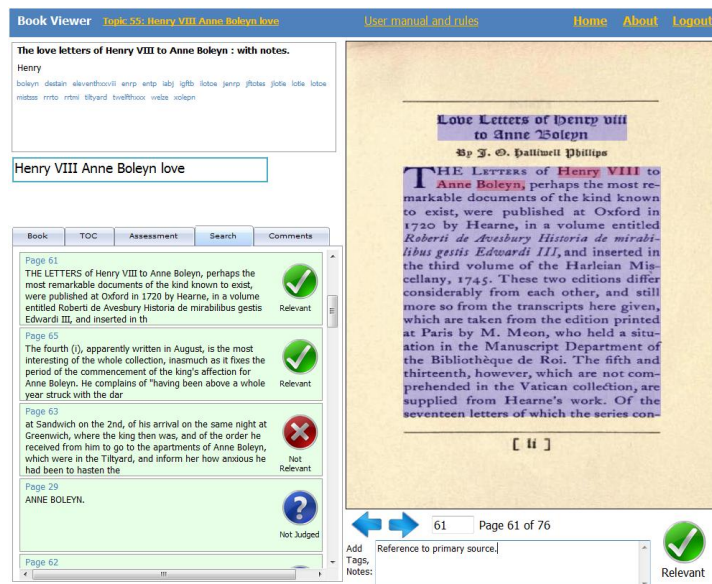 Book Viewer Topic 55: Henry VIII Anne Boleyn love User manual and rules Home About Logout
The love letters of Henry VIII to Anne Boleyn : with notes.
Henry
boleyn destain eleventhxxviii enrp entp labj igftb ilotoe jenrp jftotes jlotie lotie lotoe
mistsss rrrto rrtmi tiltyard twelfthxxx welze xolepn
Henry VIII Anne Boleyn love
Book TOC Assessment Search Comments
Page 61
THE LETTERS of Henry VIII to Anne Boleyn, perhaps the
most remarkable documents of the kind known to exist,
were published at Oxford in 1720 by Hearne, in a volume
entitled Roberti de Avesbury Historia de mirabilibus gestis
Edwardi III, and inserted in th
Relevant
Page 65
The fourth (i), apparently written in August, is the most
interesting of the whole collection, inasmuch as it fixes the
period of the commencement of the king's affection for
Anne Boleyn. He complains of "having been above a whole
year struck with the dar
Relevant
Page 63
at Sandwich on the 2nd, of his arrival on the same night at
Greenwich, where the king then was, and of the order he
received from him to go to the apartments of Anne Boleyn,
which were in the Tiltyard, and inform her how anxious he
had been to hasten the
Not
Relevant
Page 29
ANNE BOLEYN.
Not Judged
Page 62
Love Letters of Henry viii
to Anne Boleyn
By J. O. Halliwell Phillips
THE LETTERS of Henry VIII to
Anne Boleyn, perhaps the most re-
markable documents of the kind known
to exist, were published at Oxford in
1720 by Hearne, in a volume entitled
Roberti de Avesbury Historia de mirabi-
libus gestis Edwardi III, and inserted in
the third volume of the Harleian Mis-
cellany, 1745. These two editions differ
considerably from each other, and still
more so from the transcripts here given,
which are taken from the edition printed
at Paris by M. Meon, who held a situ-
ation in the Manuscript Department of
the Bibliothèque de Roi. The fifth and
thirteenth, however, which are not com-
prehended in the Vatican collection, are
supplied from Hearne's work. Of the
seventeen letters of which the series con-
[ li ]
61 Page 61 of 76
Add
Tags,
Notes:
Reference to primary source.
Relevant